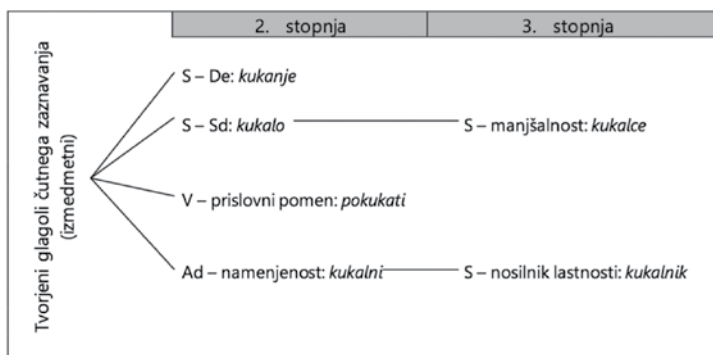 2. stopnja 3. stopnja
Tvorjeni glagoli čutnega zaznavanja
(izmedmetni)
S – De: kukanje
S – Sd: kukalo S – manjšalnost: kukalce
V – prislovni pomen: pokukati
Ad – namenjenost: kukalni S – nosilnik lastnosti: kukalnik